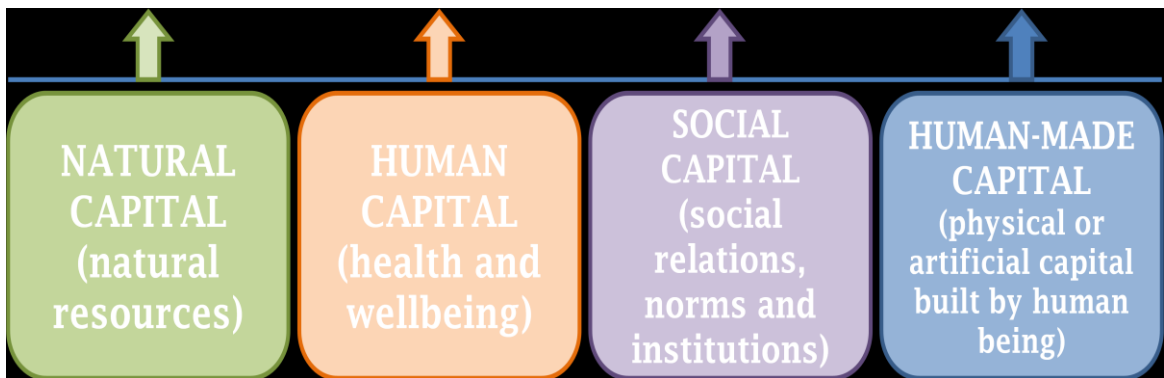 NATURAL
CAPITAL
(natural
resources)
HUMAN
CAPITAL
(health and
wellbeing)
SOCIAL
CAPITAL
(social
relations,
norms and
institutions)
HUMAN-MADE
CAPITAL
(physical or
artificial capital
built by human
being)